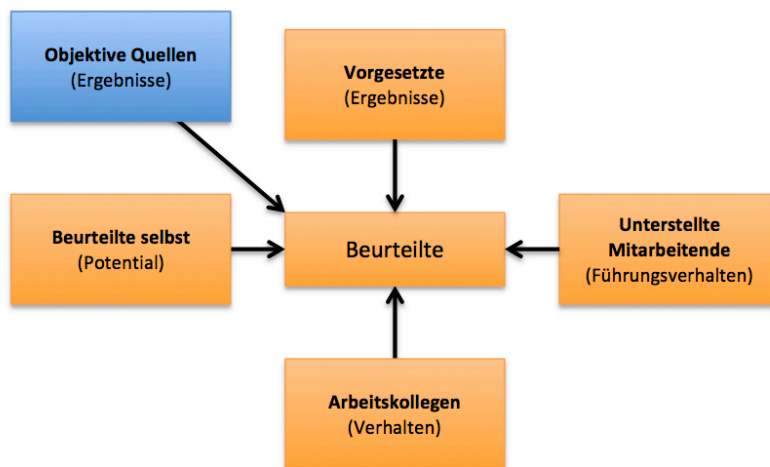 Objektive Quellen
(Ergebnisse)
Vorgesetzte
(Ergebnisse)
Beurteilte selbst
(Potential)
Beurteilte
Unterstellte
Mitarbeitende
(Führungsverhalten)
Arbeitskollegen
(Verhalten)